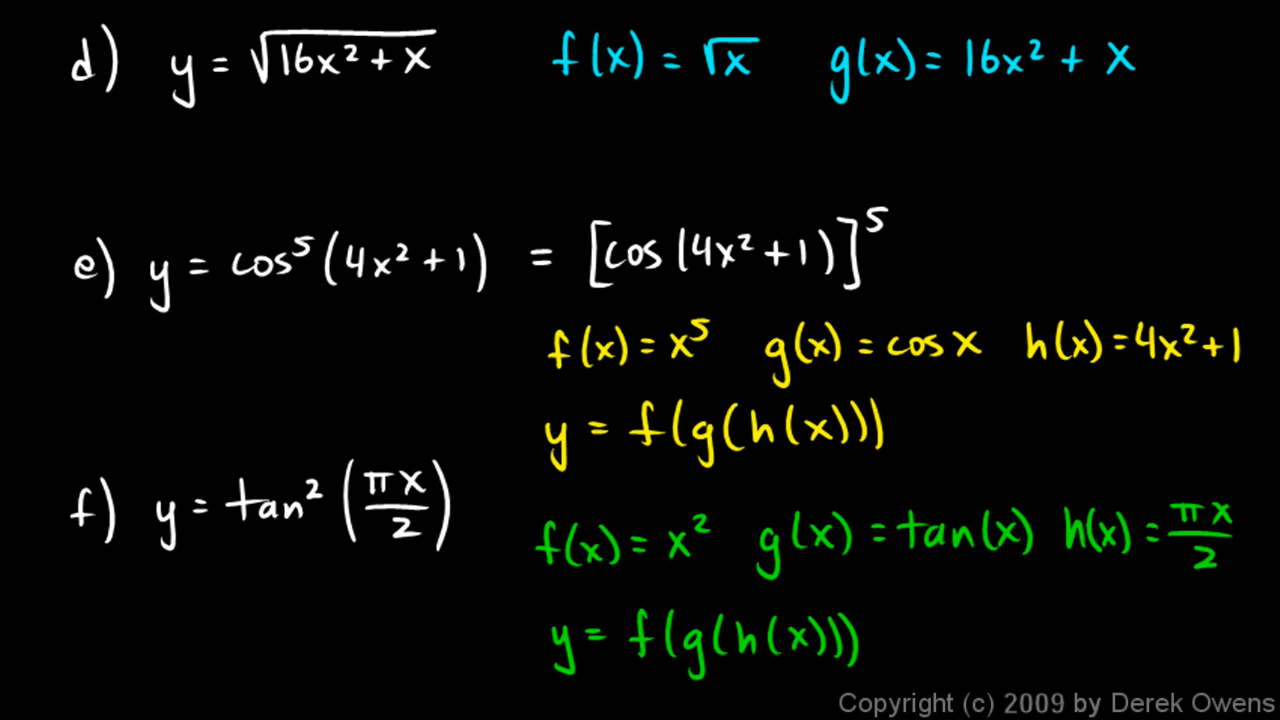 d) y = √(16x² + x) f(x) = √x g(x) = 16x² + x
e) y = cos⁵(4x² + 1) = [cos(4x² + 1)]⁵
f(x) = x⁵ g(x) = cos x h(x) = 4x² + 1
y = f(g(h(x)))
f) y = tan² (πx/2)
f(x) = x² g(x) = tan(x) h(x) = πx/2
y = f(g(h(x)))
Copyright (c) 2009 by Derek Owens